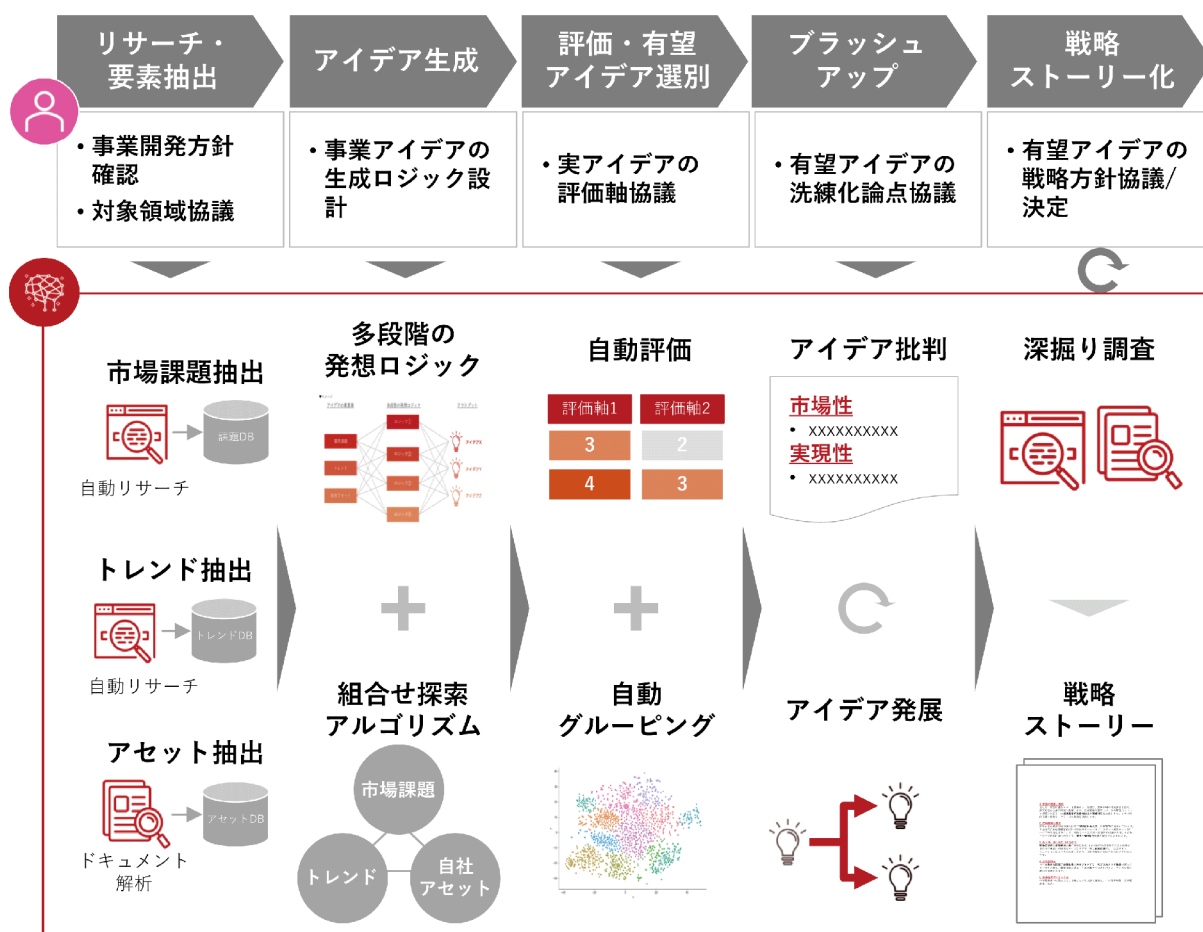 リサーチ・
要素抽出
アイデア生成
評価・有望
アイデア選別
ブラッシュ
アップ
戦略
ストーリー化
・事業開発方針
確認
・対象領域協議
・事業アイデアの
生成ロジック設
計
・実アイデアの
評価軸協議
・有望アイデアの
洗練化論点協議
・有望アイデアの
戦略方針協議/
決定
市場課題抽出
課題DB
自動リサーチ
トレンド抽出
トレンドDB
自動リサーチ
アセット抽出
アセットDB
ドキュメント
解析
多段階の
発想ロジック
組合せ探索
アルゴリズム
市場課題
トレンド
自社
アセット
自動評価
評価軸1
評価軸2
3
2
4
3
自動
グルーピング
アイデア批判
市場性
• xxxxxxxxxx
実現性
• xxxxxxxxxx
アイデア発展
深掘り調査
戦略
ストーリー